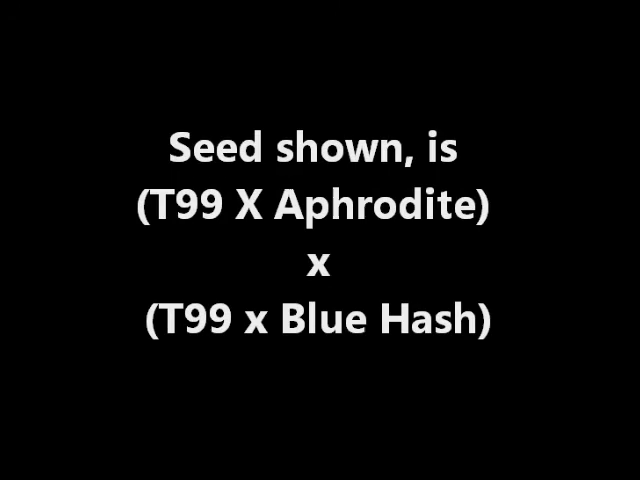 Seed shown, is
(T99 X Aphrodite)
x
(T99 x Blue Hash)